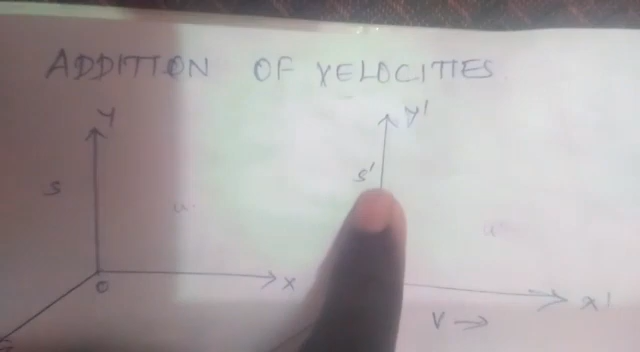 ADDITION OF VELOCITIES
Y
Y'
S
S'
u
u
O
X
X'
V →